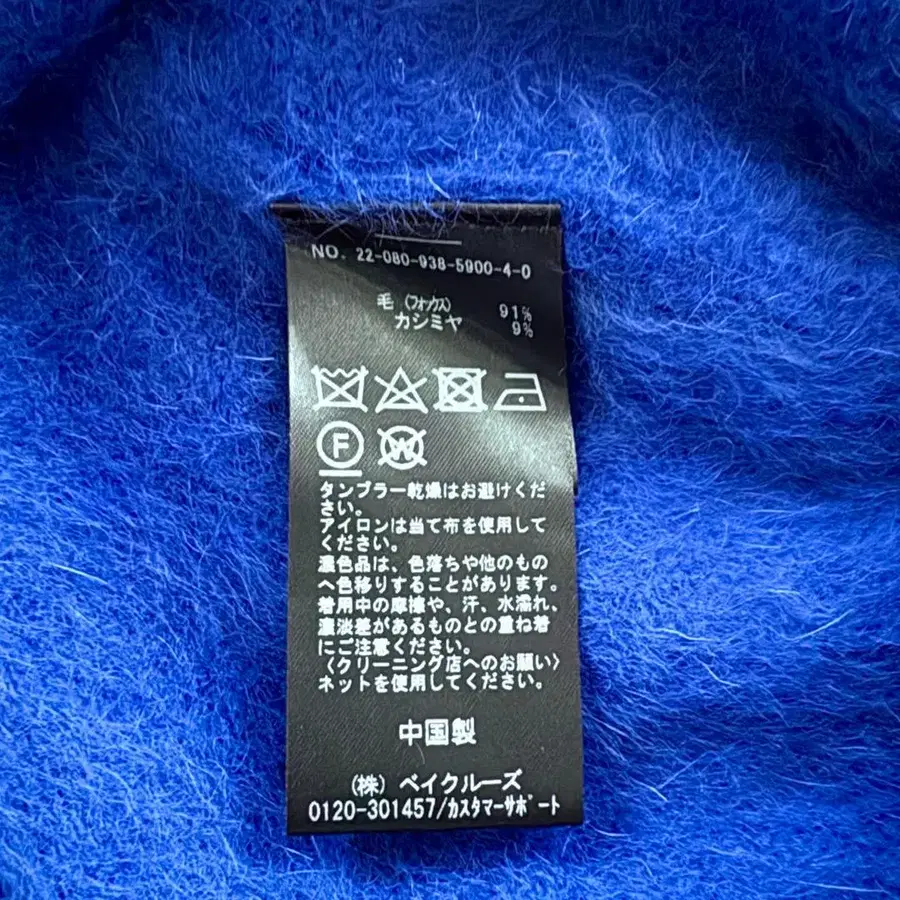 NO. 22-080-938-5900-4-0
毛 (フォックス) 91%
カシミヤ 9%
F W
タンブラー乾燥はお避けくだ
さい。
アイロンは当て布を使用して
ください。
濃色品は、色落ちや他のもの
へ色移りすることがあります。
着用中の摩擦や、汗、水濡れ、
濃淡差があるものとの重ね着
にご注意ください。
〈クリーニング店へのお願い〉
ネットを使用してください。
中国製
(株) ベイクルーズ
0120-301457/カスタマーサポート